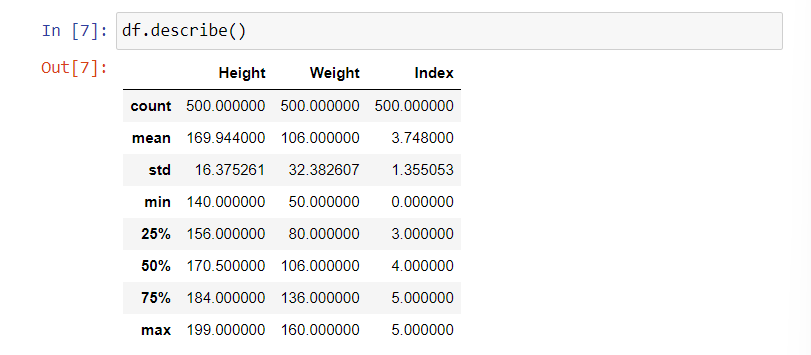 In [7]: df.describe()
Out[7]:
Height Weight Index
count 500.000000 500.000000 500.000000
mean 169.944000 106.000000 3.748000
std 16.375261 32.382607 1.355053
min 140.000000 50.000000 0.000000
25% 156.000000 80.000000 3.000000
50% 170.500000 106.000000 4.000000
75% 184.000000 136.000000 5.000000
max 199.000000 160.000000 5.000000